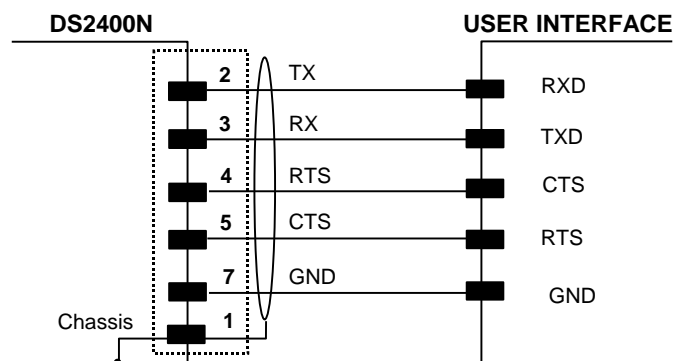 DS2400N USER INTERFACE
2 TX RXD
3 RX TXD
4 RTS CTS
5 CTS RTS
7 GND GND
Chassis 1